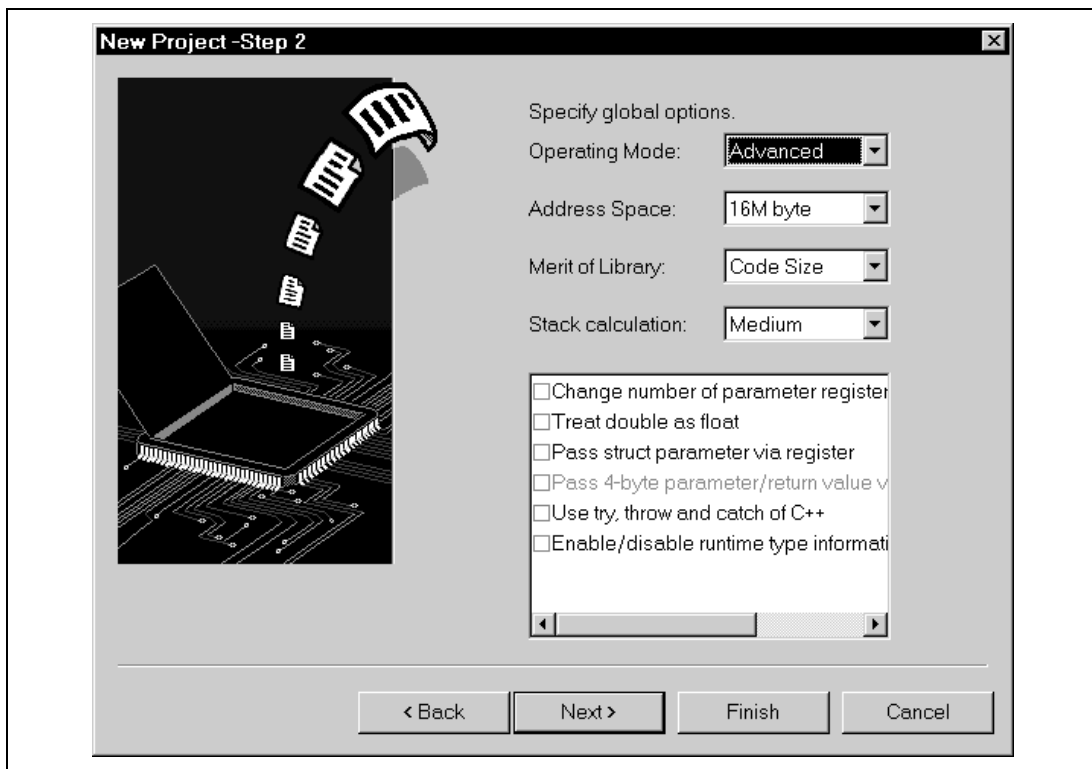 New Project -Step 2
Specify global options.
Operating Mode: Advanced
Address Space: 16M byte
Merit of Library: Code Size
Stack calculation: Medium
Change number of parameter register
Treat double as float
Pass struct parameter via register
Pass 4-byte parameter/return value v
Use try, throw and catch of C++
Enable/disable runtime type informati
< Back Next > Finish Cancel